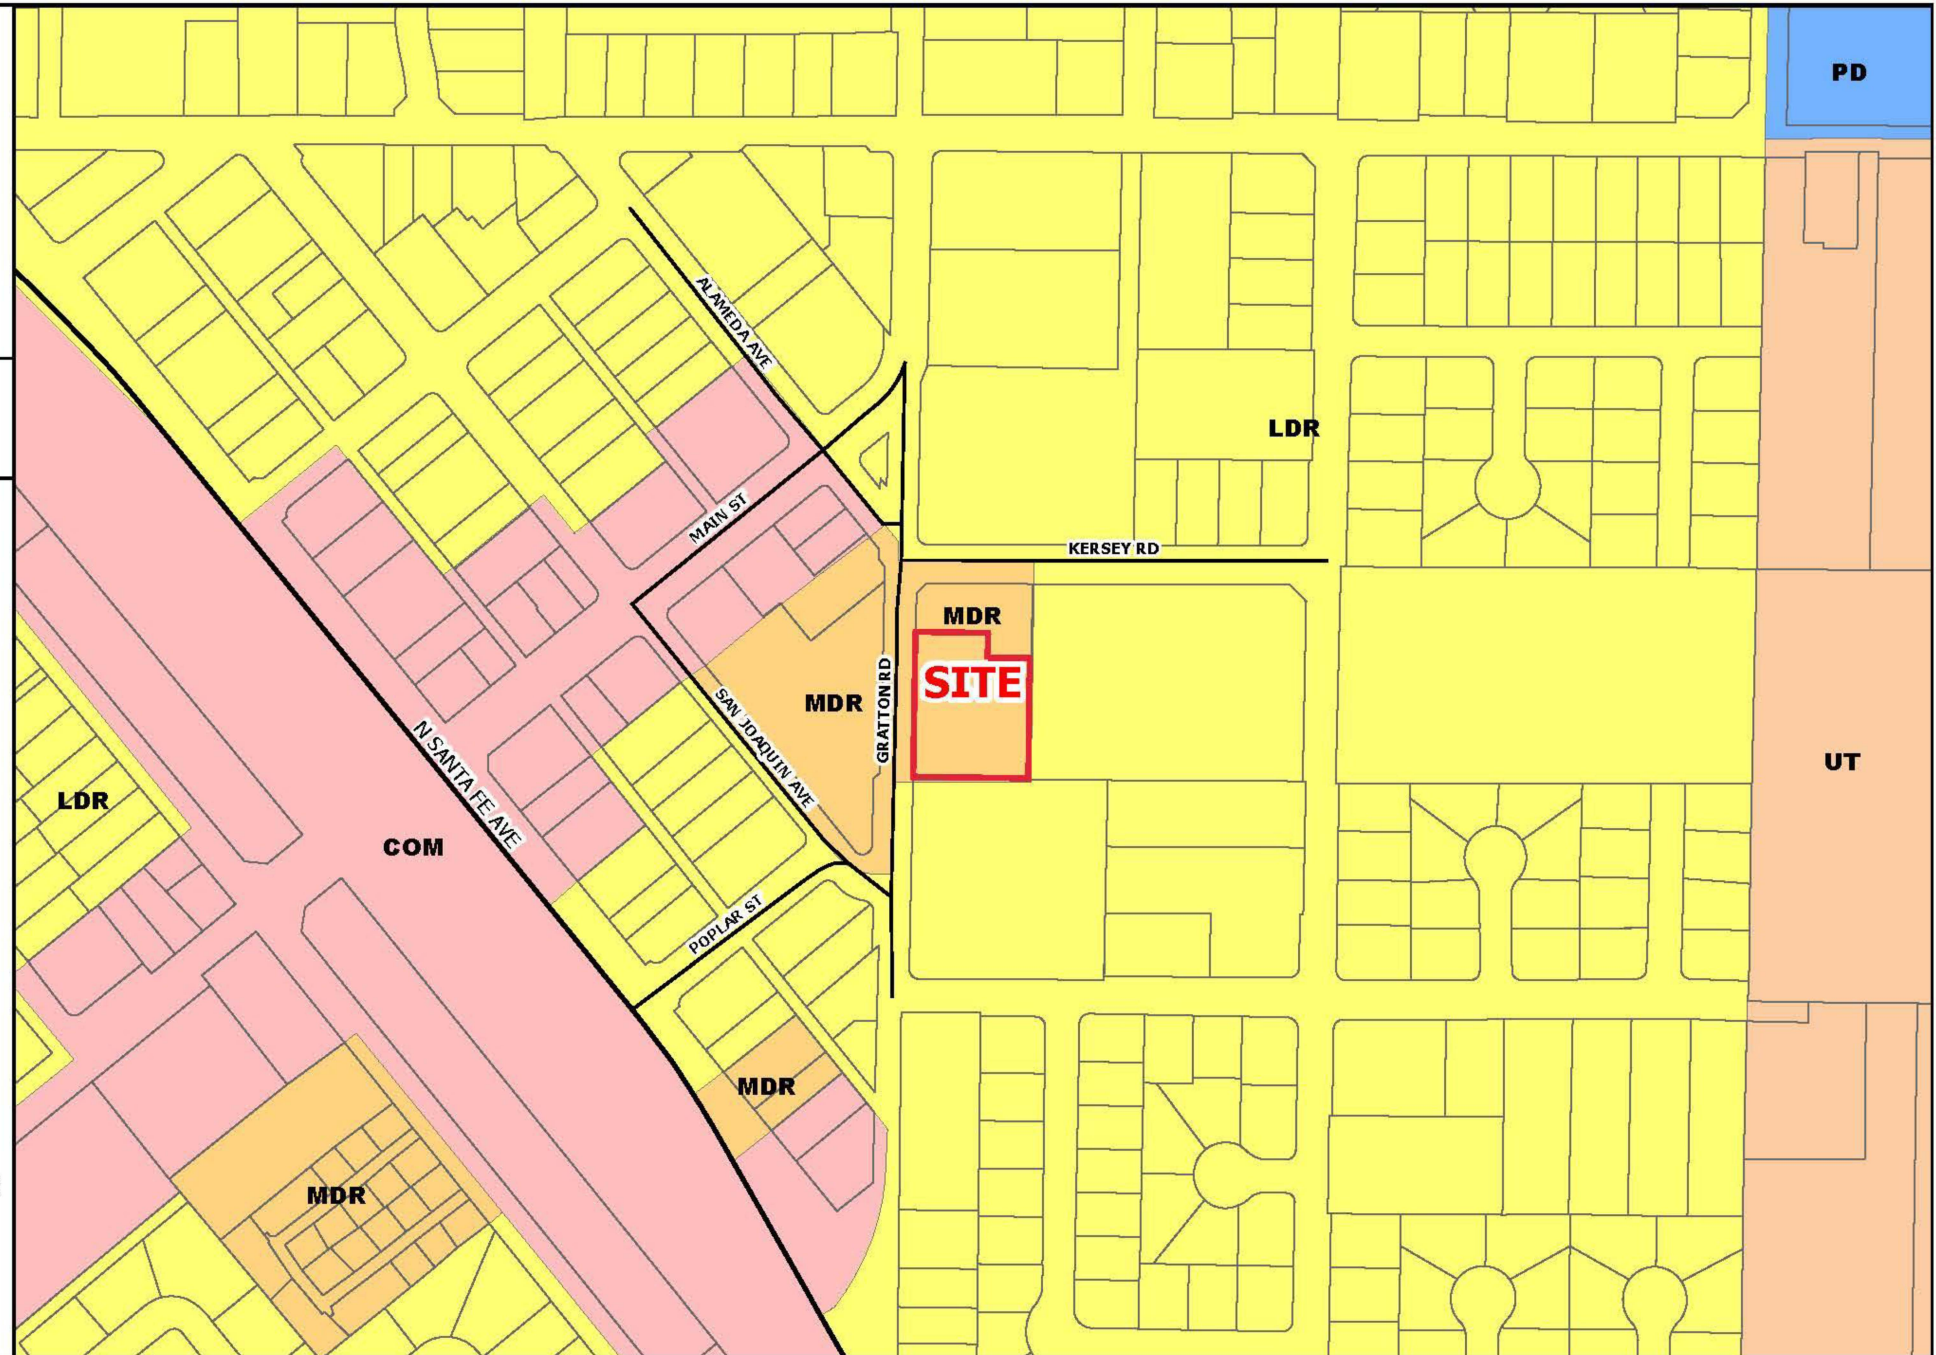 PD
ALAMEDA AVE
LDR
MAIN ST
KERSEY RD
MDR
SITE
MDR
GRATTON RD
SAN JOAQUIN AVE
N SANTA FE AVE
UT
LDR
COM
POPLAR ST
MDR
MDR